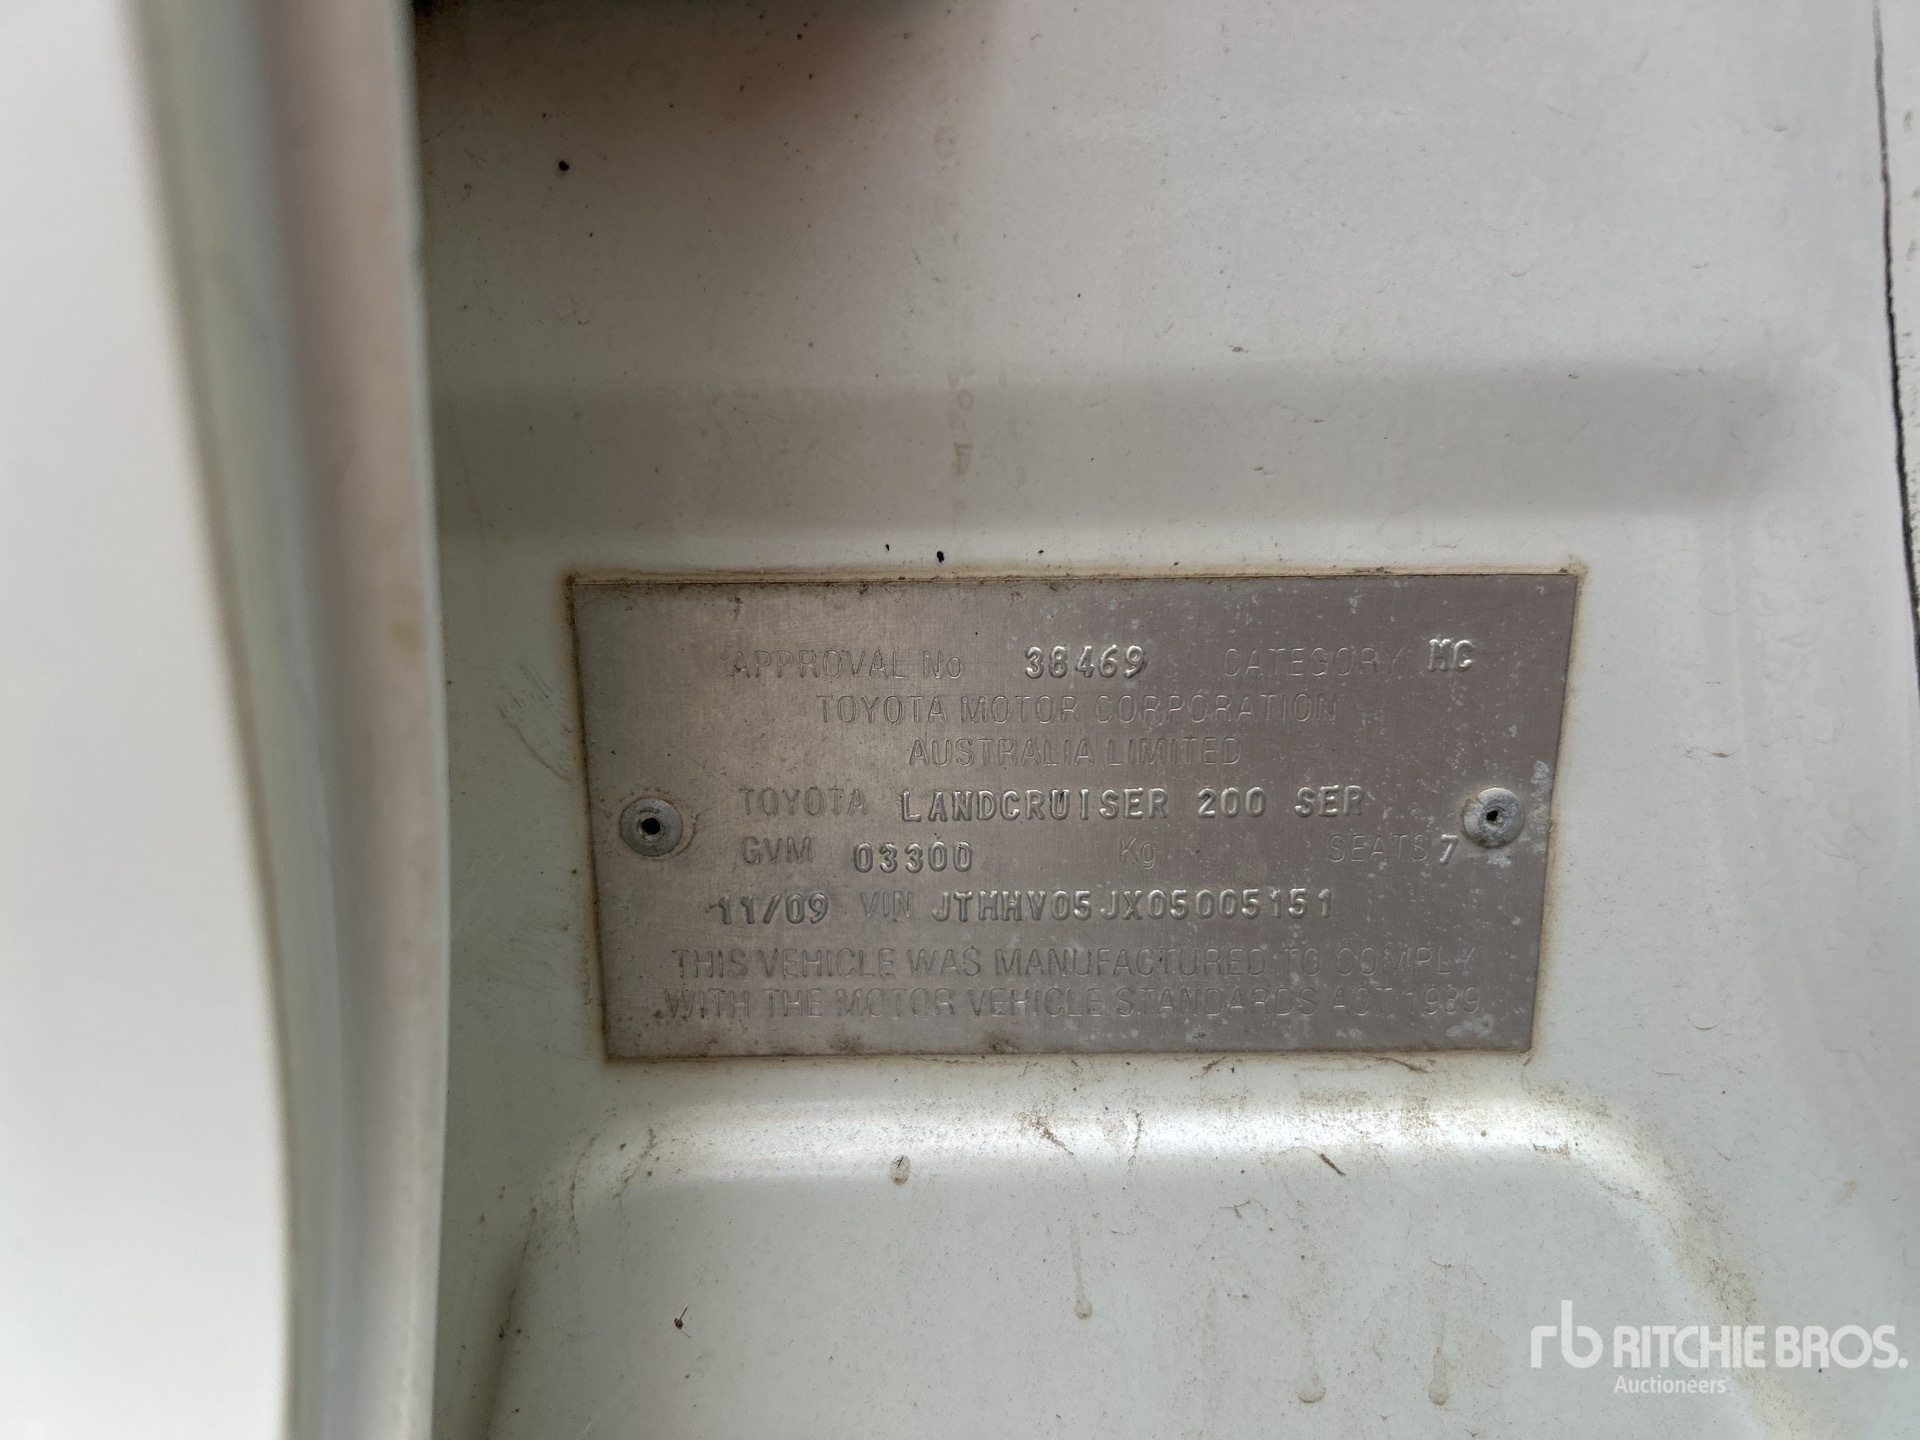 APPROVAL No 38469 CATEGORY MC
TOYOTA MOTOR CORPORATION
AUSTRALIA LIMITED
TOYOTA LANDCRUISER 200 SER
GVM 03300 Kg SEATS 7
11/09 VIN JTMHV05JX05005151
THIS VEHICLE WAS MANUFACTURED TO COMPLY
WITH THE MOTOR VEHICLE STANDARDS ACT 1989
rb RITCHIE BROS.
Auctioneers